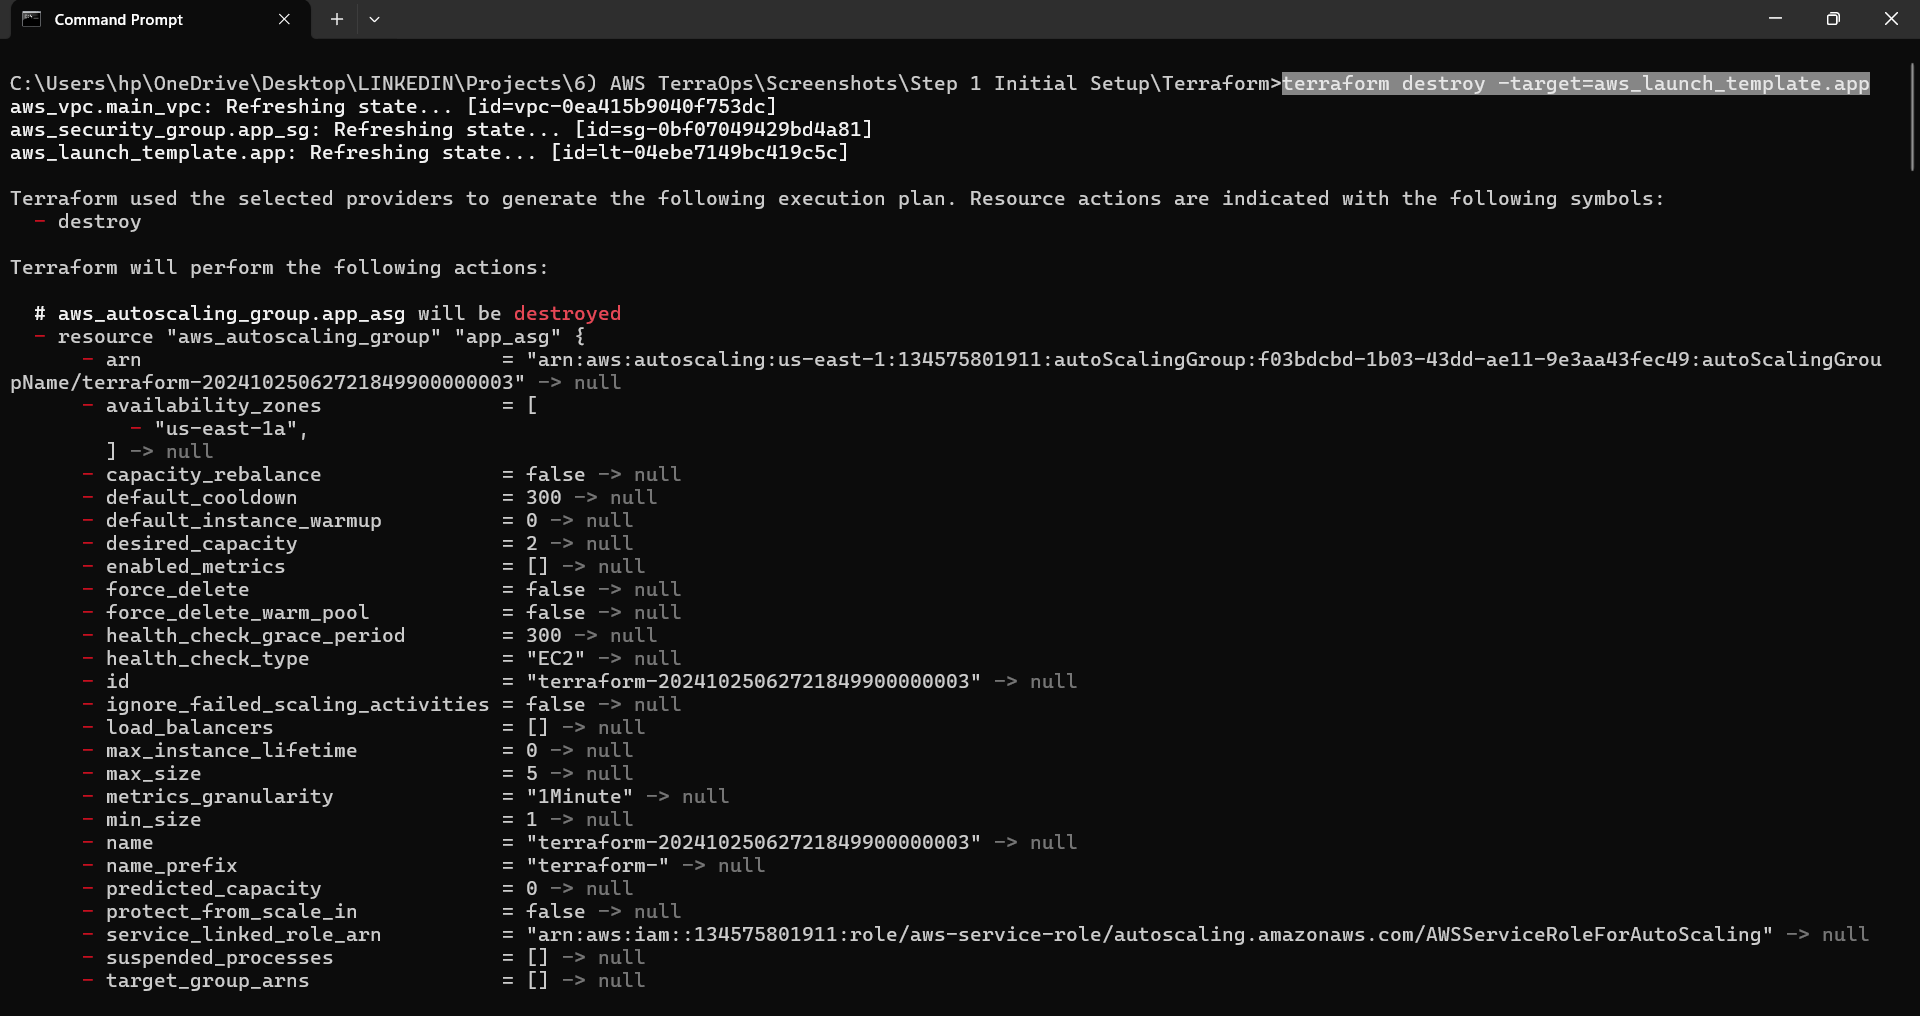 Command Prompt
C:\Users\hp\OneDrive\Desktop\LINKEDIN\Projects\6) AWS TerraOps\Screenshots\Step 1 Initial Setup\Terraform>terraform destroy -target=aws_launch_template.app
aws_vpc.main_vpc: Refreshing state... [id=vpc-0ea415b9040f753dc]
aws_security_group.app_sg: Refreshing state... [id=sg-0bf07049429bd4a81]
aws_launch_template.app: Refreshing state... [id=lt-04ebe7149bc419c5c]
Terraform used the selected providers to generate the following execution plan. Resource actions are indicated with the following symbols:
  - destroy
Terraform will perform the following actions:
  # aws_autoscaling_group.app_asg will be destroyed
  - resource "aws_autoscaling_group" "app_asg" {
      - arn                              = "arn:aws:autoscaling:us-east-1:134575801911:autoScalingGroup:f03bdcbd-1b03-43dd-ae11-9e3aa43fec49:autoScalingGrou
pName/terraform-20241025062721849900000003" -> null
      - availability_zones               = [
          - "us-east-1a",
        ] -> null
      - capacity_rebalance               = false -> null
      - default_cooldown                 = 300 -> null
      - default_instance_warmup          = 0 -> null
      - desired_capacity                 = 2 -> null
      - enabled_metrics                  = [] -> null
      - force_delete                     = false -> null
      - force_delete_warm_pool           = false -> null
      - health_check_grace_period        = 300 -> null
      - health_check_type                = "EC2" -> null
      - id                               = "terraform-20241025062721849900000003" -> null
      - ignore_failed_scaling_activities = false -> null
      - load_balancers                   = [] -> null
      - max_instance_lifetime            = 0 -> null
      - max_size                         = 5 -> null
      - metrics_granularity              = "1Minute" -> null
      - min_size                         = 1 -> null
      - name                             = "terraform-20241025062721849900000003" -> null
      - name_prefix                      = "terraform-" -> null
      - predicted_capacity               = 0 -> null
      - protect_from_scale_in            = false -> null
      - service_linked_role_arn          = "arn:aws:iam::134575801911:role/aws-service-role/autoscaling.amazonaws.com/AWSServiceRoleForAutoScaling" -> null
      - suspended_processes              = [] -> null
      - target_group_arns                = [] -> null